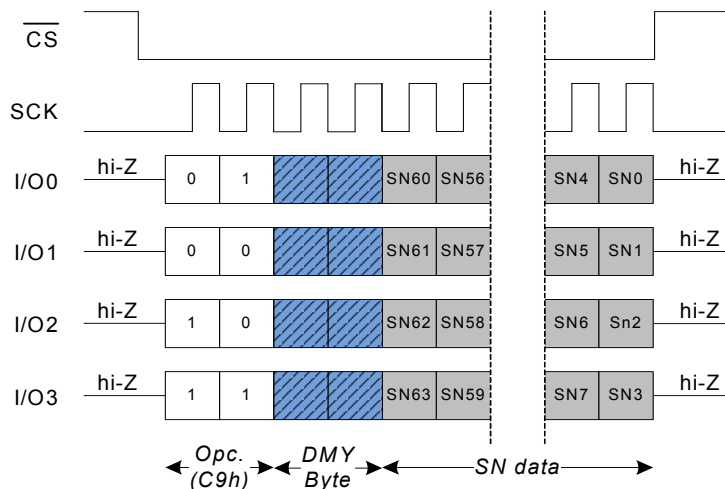 CS
SCK
I/O0 hi-Z 0 1 SN60 SN56 SN4 SN0 hi-Z
I/O1 hi-Z 0 0 SN61 SN57 SN5 SN1 hi-Z
I/O2 hi-Z 1 0 SN62 SN58 SN6 Sn2 hi-Z
I/O3 hi-Z 1 1 SN63 SN59 SN7 SN3 hi-Z
Opc. DMY SN data
(C9h) Byte